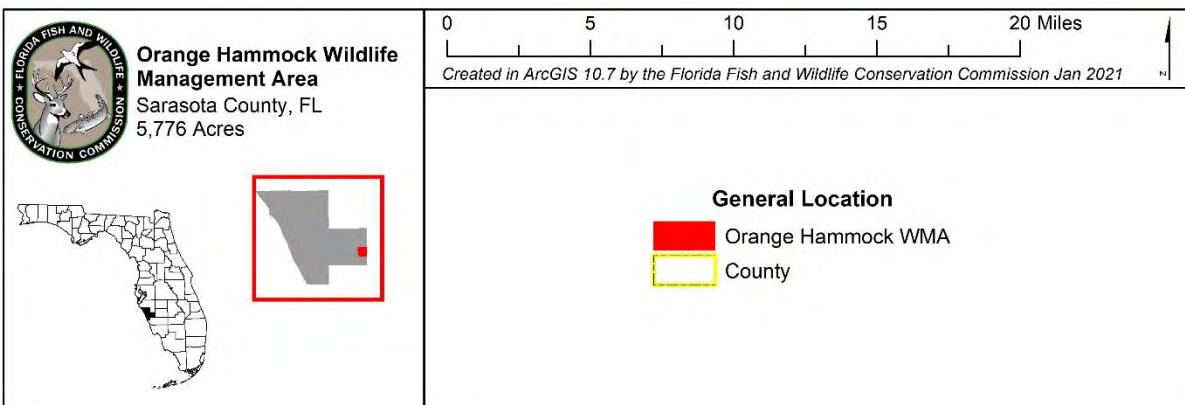 FLORIDA FISH AND WILDLIFE
CONSERVATION COMMISSION
Orange Hammock Wildlife
Management Area
Sarasota County, FL
5,776 Acres
0 5 10 15 20 Miles
Created in ArcGIS 10.7 by the Florida Fish and Wildlife Conservation Commission Jan 2021
N
General Location
Orange Hammock WMA
County